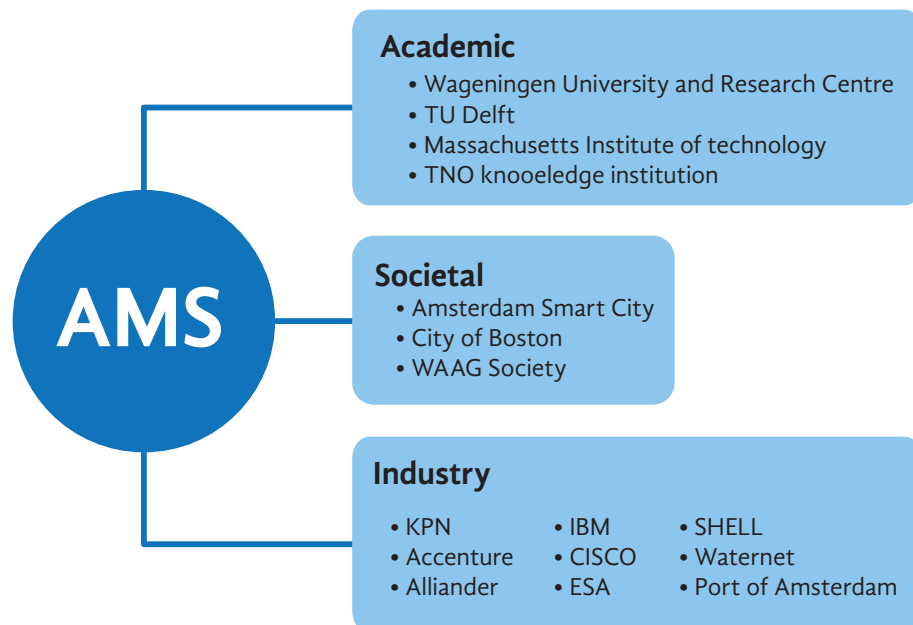 Academic
• Wageningen University and Research Centre
• TU Delft
• Massachusetts Institute of technology
• TNO knooeledge institution
AMS
Societal
• Amsterdam Smart City
• City of Boston
• WAAG Society
Industry
• KPN • IBM • SHELL
• Accenture • CISCO • Waternet
• Alliander • ESA • Port of Amsterdam